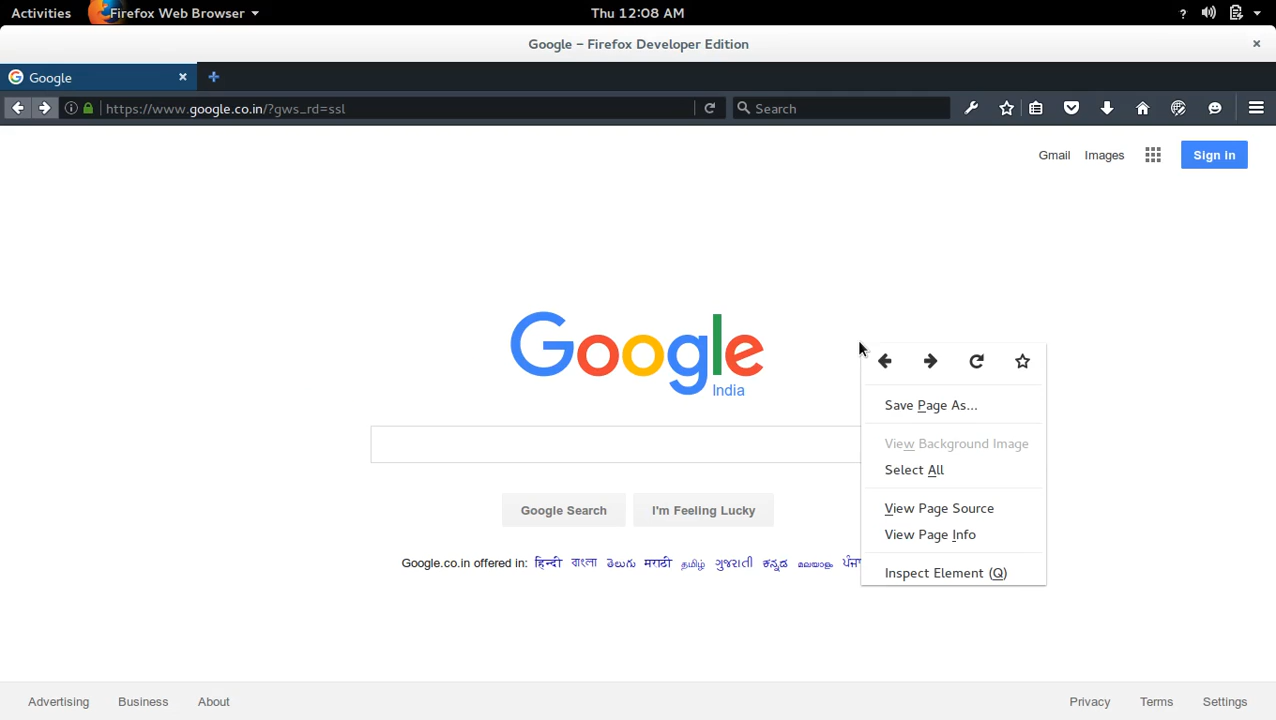 Activities Firefox Web Browser Thu 12:08 AM ?
Google – Firefox Developer Edition
Google
https://www.google.co.in/?gws_rd=ssl Search
Gmail Images Sign in
Google
India
Save Page As...
View Background Image
Select All
View Page Source
View Page Info
Inspect Element (Q)
Google Search I'm Feeling Lucky
Google.co.in offered in: हिन्दी বাংলা తెలుగు मराठी தமிழ் ગુજરાતી ಕನ್ನಡ മലയാളം
Advertising Business About Privacy Terms Settings